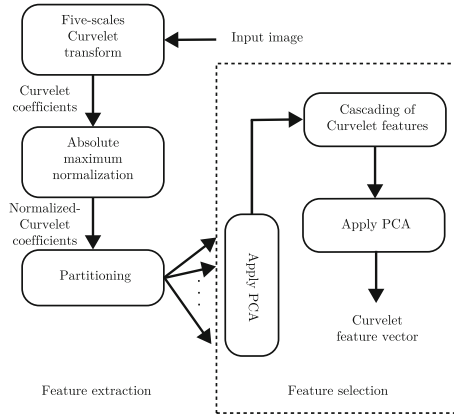 Five-scales
Curvelet
transform
Input image
Curvelet
coefficients
Absolute
maximum
normalization
Normalized-
Curvelet
coefficients
Partitioning
Apply PCA
Cascading of
Curvelet features
Apply PCA
Curvelet
feature vector
Feature extraction
Feature selection